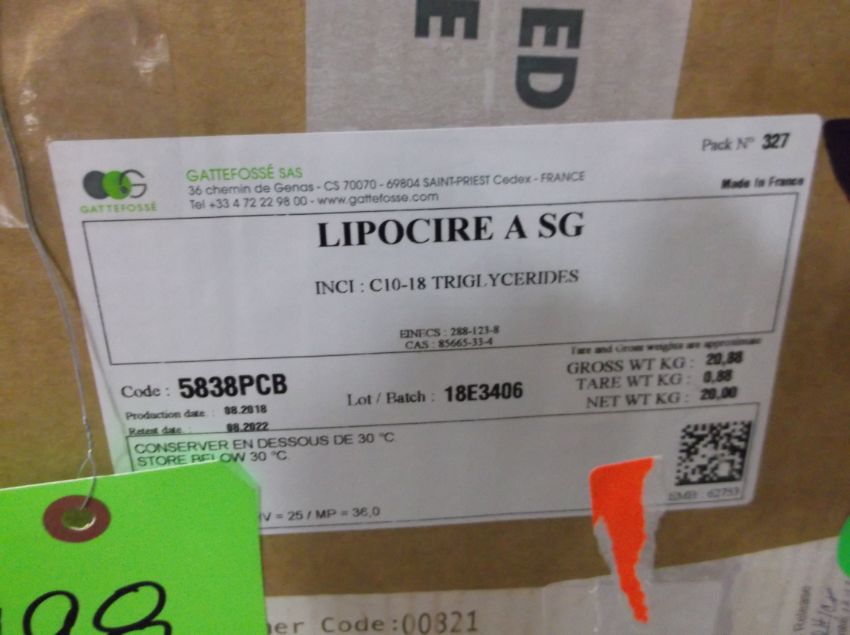 E
ED
Pack N° 327
GATTEFOSSÉ
GATTEFOSSÉ SAS
36 chemin de Genas - CS 70070 - 69804 SAINT-PRIEST Cedex - FRANCE
Tel +33 4 72 22 98 00 - www.gattefosse.com
Made in France
LIPOCIRE A SG
INCI : C10-18 TRIGLYCERIDES
EINECS : 288-123-8
CAS : 85665-33-4
Tare and Gross weights are approximate
Code : 5838PCB
Lot / Batch : 18E3406
GROSS WT KG : 20,88
TARE WT KG : 0,88
NET WT KG : 20,00
Production date : 08.2018
Retest date : 08.2022
CONSERVER EN DESSOUS DE 30 °C
STORE BELOW 30 °C
= 25 / MP = 36,0
98
Code:00821
Release